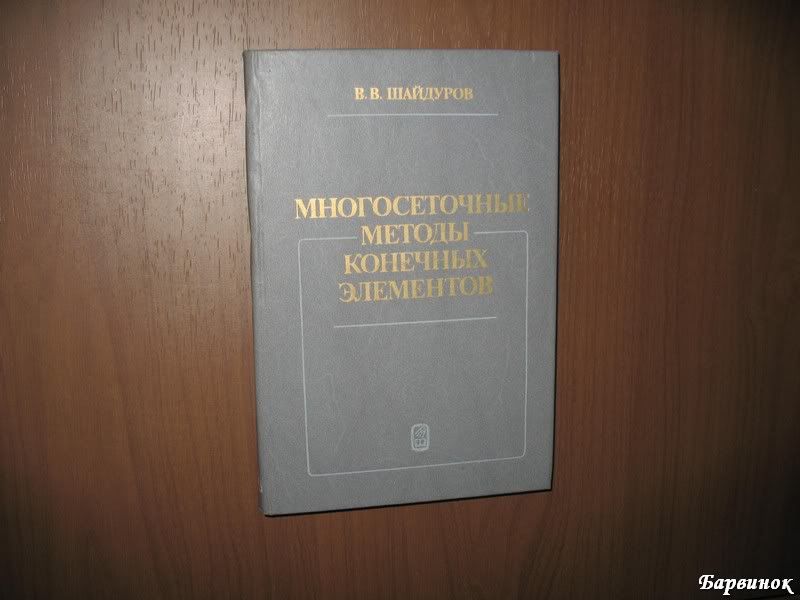 В. В. ШАЙДУРОВ
МНОГОСЕТОЧНЫЕ
МЕТОДЫ
КОНЕЧНЫХ
ЭЛЕМЕНТОВ
Барвинок